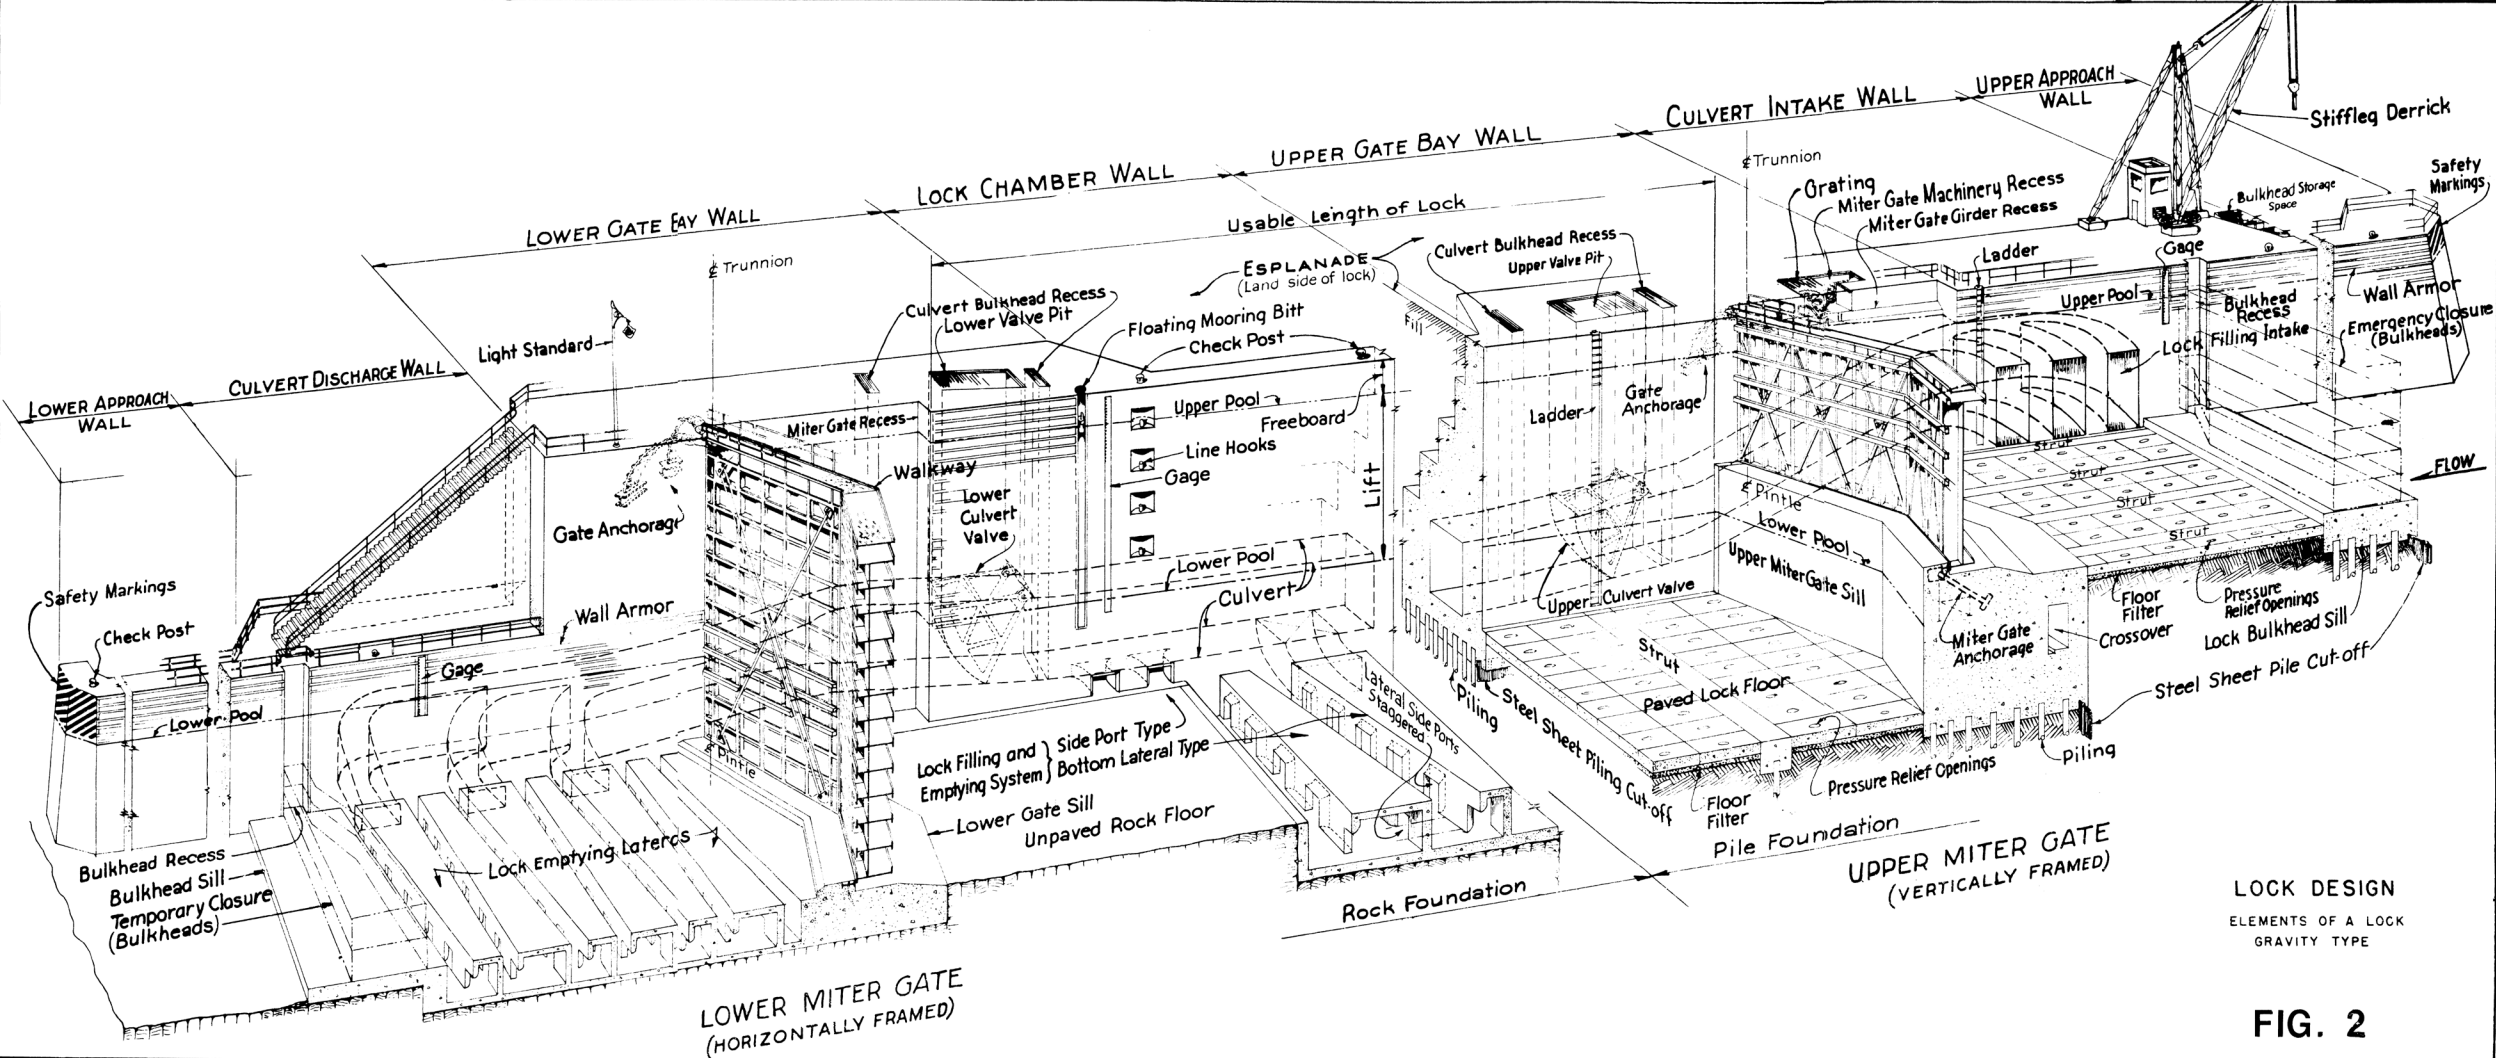 UPPER APPROACH
WALL
CULVERT INTAKE WALL
UPPER GATE BAY WALL
LOCK CHAMBER WALL
LOWER GATE EAY WALL
CULVERT DISCHARGE WALL
LOWER APPROACH
WALL
Stiffleg Derrick
Safety
Markings
℄ Trunnion
Grating
Miter Gate Machinery Recess
Miter Gate Girder Recess
Bulkhead Storage
Space
Usable Length of Lock
Culvert Bulkhead Recess
Upper Valve Pit
Ladder
Gage
ESPLANADE
(Land side of lock)
℄ Trunnion
Culvert Bulkhead Recess
Lower Valve Pit
Floating Mooring Bitt
Check Post
Light Standard
Fill
Upper Pool
Bulkhead
Recess
Wall Armor
Emergency Closure
(Bulkheads)
Lock Filling Intake
Miter Gate Recess
Upper Pool
Freeboard
Line Hooks
Gage
Lift
Ladder
Gate
Anchorage
Walkway
Lower
Culvert
Valve
Gate Anchorage
Strut
Strut
Strut
Strut
FLOW
℄ Pintle
Lower Pool
Upper Miter Gate Sill
Lower Pool
Culvert
Upper Culvert Valve
Safety Markings
Check Post
Wall Armor
Gage
Lower Pool
Floor
Filter
Pressure
Relief Openings
Lock Bulkhead Sill
Miter Gate
Anchorage
Crossover
Steel Sheet Pile Cut-off
Strut
Paved Lock Floor
Piling
Steel Sheet Piling Cut-off
Lateral Side Ports
Staggered
℄ Pintle
Lock Filling and
Emptying System
Side Port Type
Bottom Lateral Type
Lower Gate Sill
Unpaved Rock Floor
Floor
Filter
Pressure Relief Openings
Piling
Pile Foundation
Rock Foundation
Bulkhead Recess
Bulkhead Sill
Temporary Closure
(Bulkheads)
Lock Emptying Laterals
LOWER MITER GATE
(HORIZONTALLY FRAMED)
UPPER MITER GATE
(VERTICALLY FRAMED)
LOCK DESIGN
ELEMENTS OF A LOCK
GRAVITY TYPE
FIG. 2